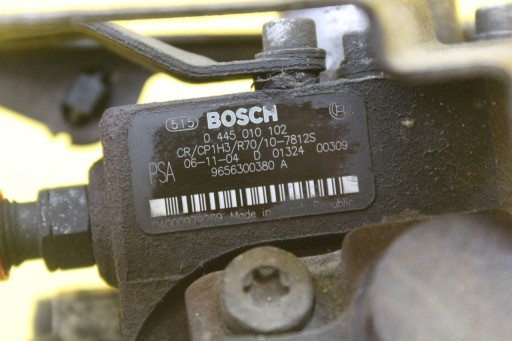 515 BOSCH
0 445 010 102
CR/CP1H3/R70/10-7812S
PSA 06-11-04 D 01324 00309
9656300380 A
Made in Republic